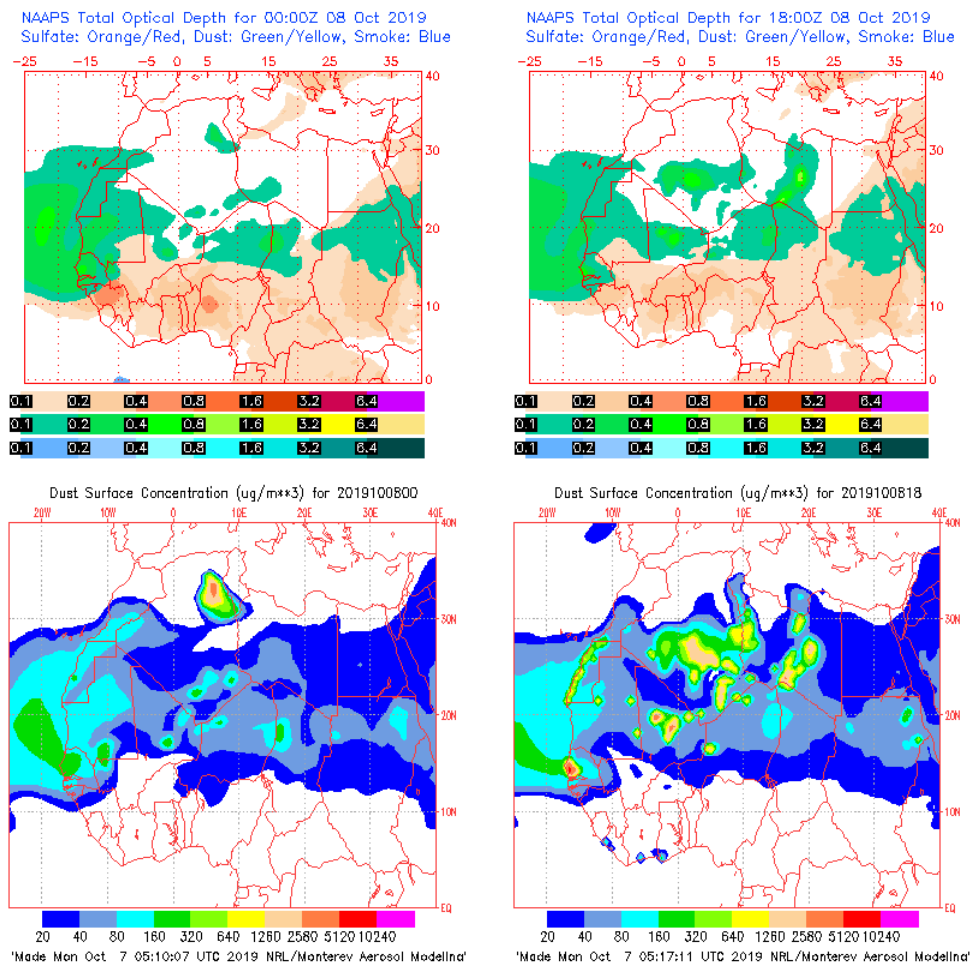 NAAPS Total Optical Depth for 00:00Z 08 Oct 2019
Sulfate: Orange/Red, Dust: Green/Yellow, Smoke: Blue
-25 -15 -5 0 5 15 25 35
40
30
20
10
0
0.1 0.2 0.4 0.8 1.6 3.2 6.4
0.1 0.2 0.4 0.8 1.6 3.2 6.4
0.1 0.2 0.4 0.8 1.6 3.2 6.4
NAAPS Total Optical Depth for 18:00Z 08 Oct 2019
Sulfate: Orange/Red, Dust: Green/Yellow, Smoke: Blue
-25 -15 -5 0 5 15 25 35
40
30
20
10
0
0.1 0.2 0.4 0.8 1.6 3.2 6.4
0.1 0.2 0.4 0.8 1.6 3.2 6.4
0.1 0.2 0.4 0.8 1.6 3.2 6.4
Dust Surface Concentration (ug/m**3) for 2019100800
20W 10W 0 10E 20E 30E 40E
40N
30N
20N
10N
EQ
20 40 80 160 320 640 1260 2580 5120 10240
'Made Mon Oct 7 05:10:07 UTC 2019 NRL/Monterey Aerosol Modeling'
Dust Surface Concentration (ug/m**3) for 2019100818
20W 10W 0 10E 20E 30E 40E
40N
30N
20N
10N
EQ
20 40 80 160 320 640 1260 2580 5120 10240
'Made Mon Oct 7 05:17:11 UTC 2019 NRL/Monterey Aerosol Modeling'